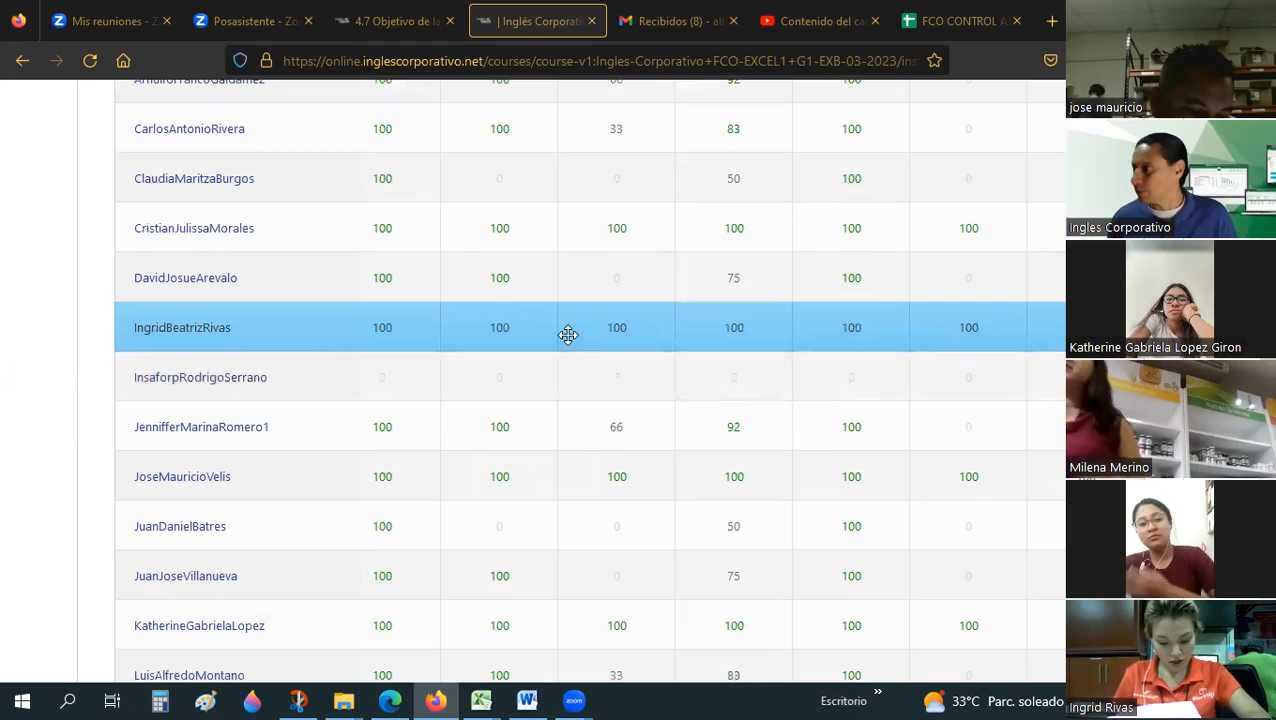 Mis reuniones - Z
Posasistente - Zo
4.7 Objetivo de la
| Inglés Corporati
Recibidos (8) - alf
Contenido del ca
FCO CONTROL A
https://online.inglescorporativo.net/courses/course-v1:Ingles-Corporativo+FCO-EXCEL1+G1-EXB-03-2023/ins
92
CarlosAntonioRivera 100 100 33 83 100 0
ClaudiaMaritzaBurgos 100 0 0 50 100
CristianJulissaMorales 100 100 100 100 100 100
DavidJosueArevalo 100 100 0 75 100 0
IngridBeatrizRivas 100 100 100 100 100 100
InsaforpRodrigoSerrano 0 0 0 0 0
JennifferMarinaRomero1 100 100 66 92 100 0
JoseMauricioVelis 100 100 100 100 100 100
JuanDanielBatres 100 0 0 50 100
JuanJoseVillanueva 100 100 0 75 100 0
KatherineGabrielaLopez 100 100 100 100 100 100
LuisAlfredoMontano 100 100 33 83 100 0
jose mauricio
Ingles Corporativo
Katherine Gabriela Lopez Giron
Milena Merino
Ingrid Rivas
zoom
Escritorio
»
33°C Parc. soleado